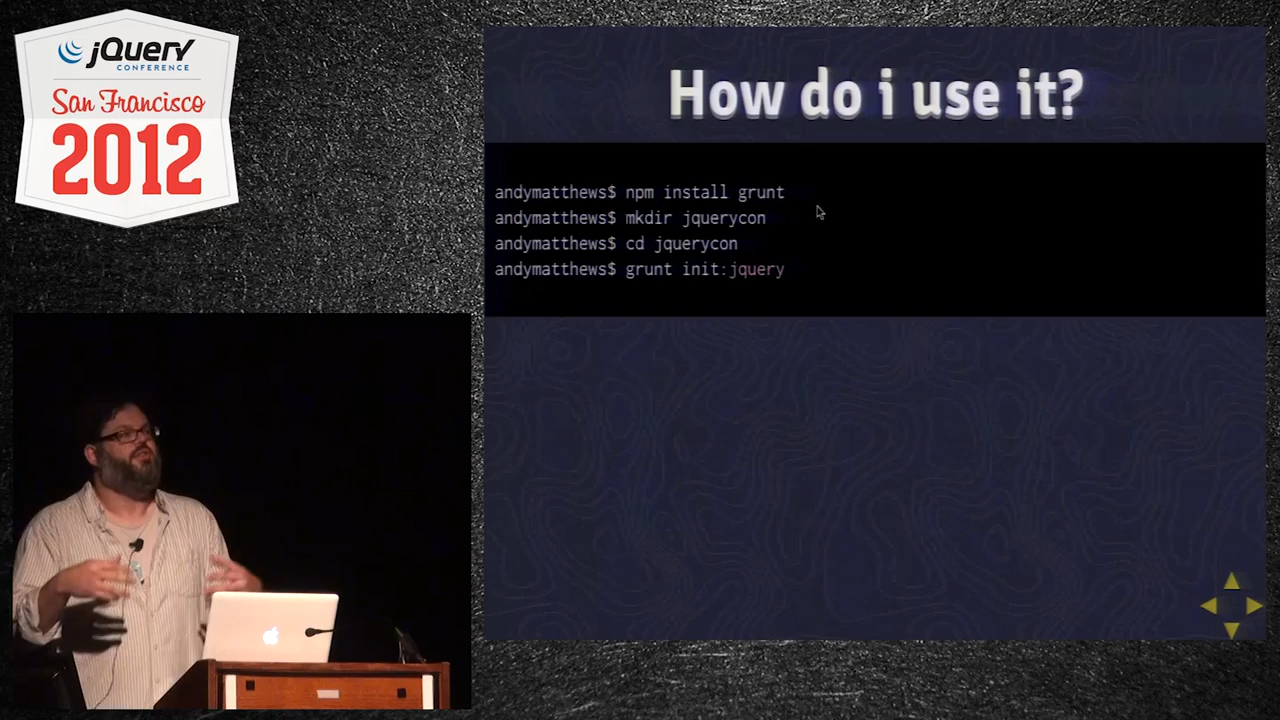 jQuery
CONFERENCE
San Francisco
2012
How do i use it?
andymatthews$ npm install grunt
andymatthews$ mkdir jquerycon
andymatthews$ cd jquerycon
andymatthews$ grunt init:jquery